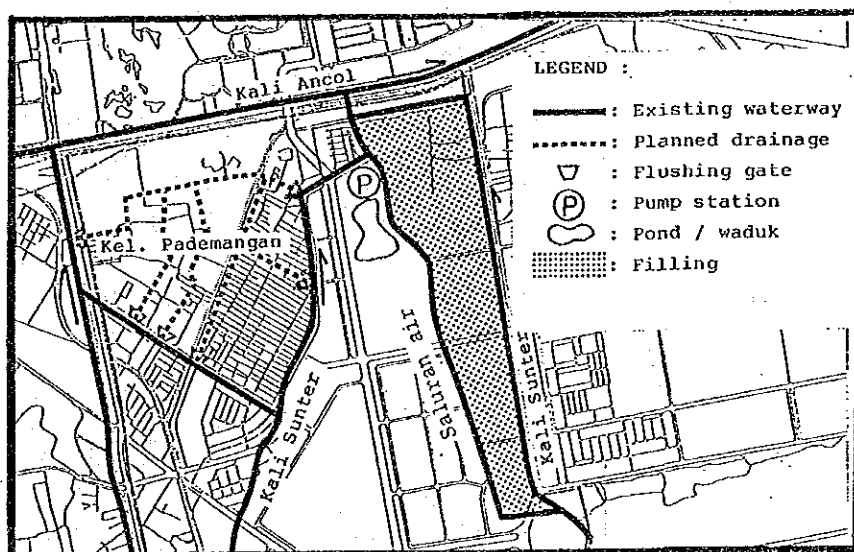 Kali Ancol
LEGEND :
: Existing waterway
: Planned drainage
: Flushing gate
P : Pump station
: Pond / waduk
: Filling
P
Kel. Pademangan
Saluran air
Kali Sunter
Kali Sunter